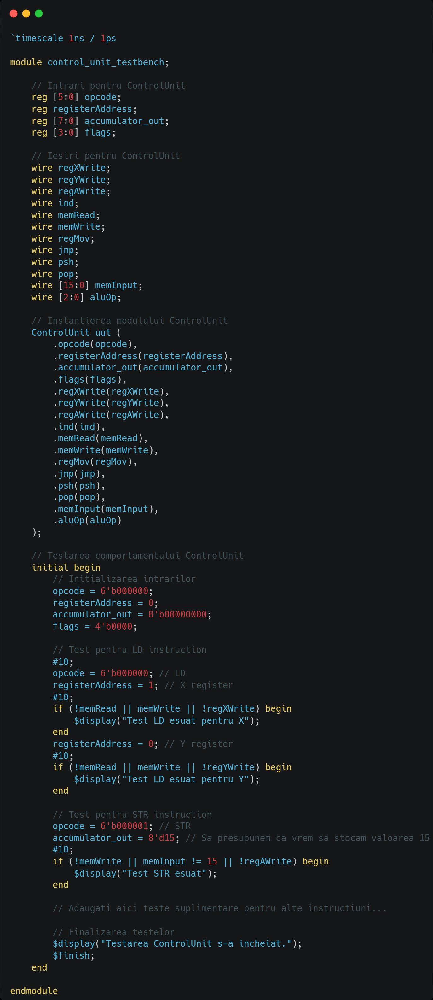 `timescale 1ns / 1ps

module control_unit_testbench;

    // Intrari pentru ControlUnit
    reg [5:0] opcode;
    reg registerAddress;
    reg [7:0] accumulator_out;
    reg [3:0] flags;

    // Iesiri pentru ControlUnit
    wire regXWrite;
    wire regYWrite;
    wire regAWrite;
    wire imd;
    wire memRead;
    wire memWrite;
    wire regMov;
    wire jmp;
    wire psh;
    wire pop;
    wire [15:0] memInput;
    wire [2:0] aluOp;

    // Instantierea modulului ControlUnit
    ControlUnit uut (
        .opcode(opcode),
        .registerAddress(registerAddress),
        .accumulator_out(accumulator_out),
        .flags(flags),
        .regXWrite(regXWrite),
        .regYWrite(regYWrite),
        .regAWrite(regAWrite),
        .imd(imd),
        .memRead(memRead),
        .memWrite(memWrite),
        .regMov(regMov),
        .jmp(jmp),
        .psh(psh),
        .pop(pop),
        .memInput(memInput),
        .aluOp(aluOp)
    );

    // Testarea comportamentului ControlUnit
    initial begin
        // Initializarea intrarilor
        opcode = 6'b000000;
        registerAddress = 0;
        accumulator_out = 8'b00000000;
        flags = 4'b0000;

        // Test pentru LD instruction
        #10;
        opcode = 6'b000000; // LD
        registerAddress = 1; // X register
        #10;
        if (!memRead || memWrite || !regXWrite) begin
            $display("Test LD esuat pentru X");
        end
        registerAddress = 0; // Y register
        #10;
        if (!memRead || memWrite || !regYWrite) begin
            $display("Test LD esuat pentru Y");
        end

        // Test pentru STR instruction
        opcode = 6'b000001; // STR
        accumulator_out = 8'd15; // Sa presupunem ca vrem sa stocam valoarea 15
        #10;
        if (!memWrite || memInput != 15 || !regAWrite) begin
            $display("Test STR esuat");
        end

        // Adaugati aici teste suplimentare pentru alte instructiuni...

        // Finalizarea testelor
        $display("Testarea ControlUnit s-a incheiat.");
        $finish;
    end

endmodule